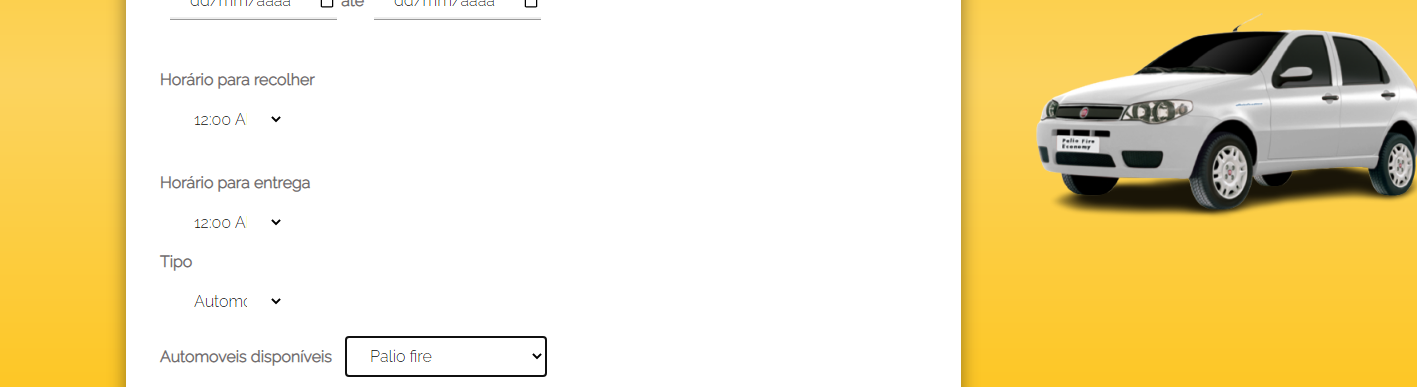 dd/mm/aaaa até dd/mm/aaaa
Horário para recolher
12:00 A
Horário para entrega
12:00 A
Tipo
Automo
Automoveis disponíveis Palio fire
Palio Fire
Economy